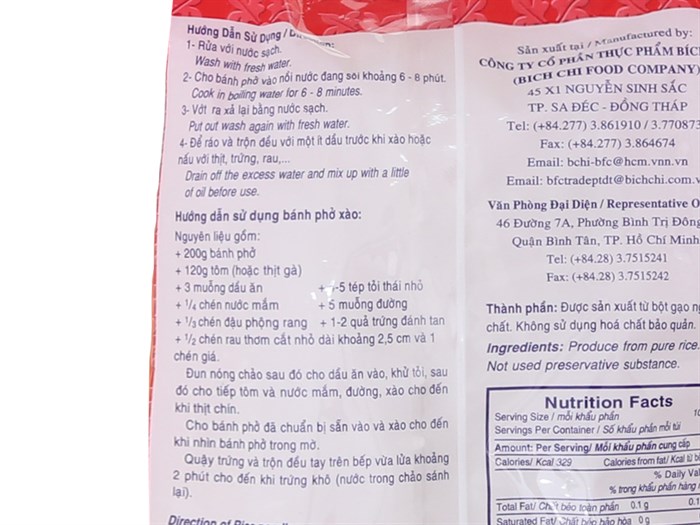 Hướng Dẫn Sử Dụng /
1- Rửa với nước sạch.
Wash with fresh water.
2- Cho bánh phở vào nồi nước đang sôi khoảng 6 - 8 phút.
Cook in boiling water for 6 - 8 minutes.
3- Vớt ra xả lại bằng nước sạch.
Put out wash again with fresh water.
4- Để ráo và trộn đều với một ít dầu trước khi xào hoặc
nấu với thịt, trứng, rau,...
Drain off the excess water and mix up with a little
of oil before use.
Hướng dẫn sử dụng bánh phở xào:
Nguyên liệu gồm:
+ 200g bánh phở
+ 120g tôm (hoặc thịt gà)
+ 3 muỗng dầu ăn + -5 tép tỏi thái nhỏ
+ 1/4 chén nước mắm + 5 muỗng đường
+ 1/3 chén đậu phộng rang + 1-2 quả trứng đánh tan
+ 1/2 chén rau thơm cắt nhỏ dài khoảng 2,5 cm và 1
chén giá.
Đun nóng chảo sau đó cho dầu ăn vào, khử tỏi, sau
đó cho tiếp tôm và nước mắm, đường, xào cho đến
khi thịt chín.
Cho bánh phở đã chuẩn bị sẵn vào và xào cho đến
khi nhìn bánh phở trong mờ.
Quậy trứng và trộn đều tay trên bếp vừa lửa khoảng
2 phút cho đến khi trứng khô (nước trong chảo sánh
lại).
Direction of
Sản xuất tại / Manufactured by:
CÔNG TY CỔ PHẦN THỰC PHẨM BÍC
(BICH CHI FOOD COMPANY)
45 X1 NGUYỄN SINH SẮC
TP. SA ĐÉC - ĐỒNG THÁP
Tel: (+84.277) 3.861910 / 3.77087
Fax: (+84.277) 3.864674
Email: bchi-bfc@hcm.vnn.vn
Email: bfctradeptdt@bichchi.com.v
Văn Phòng Đại Diện / Representative O
46 Đường 7A, Phường Bình Trị Đông
Quận Bình Tân, TP. Hồ Chí Minh
Tel: (+84.28) 3.7515241
Fax: (+84.28) 3.7515242
Thành phần: Được sản xuất từ bột gạo ng
chất. Không sử dụng hoá chất bảo quản.
Ingredients: Produce from pure rice.
Not used preservative substance.
Nutrition Facts
Serving Size / mỗi khẩu phần 10
Servings Per Container / Số khẩu phần mỗi túi
Amount: Per Serving/ Mỗi khẩu phần cung cấp
Calories/ Kcal 329 Calories from fat/ Kcal từ bé
% Daily Val
% trong khẩu phần hàng
Total Fat/ Chất béo toàn phần 0.1 g 0.1
Saturated Fat/ Chất béo bão hòa 0 g